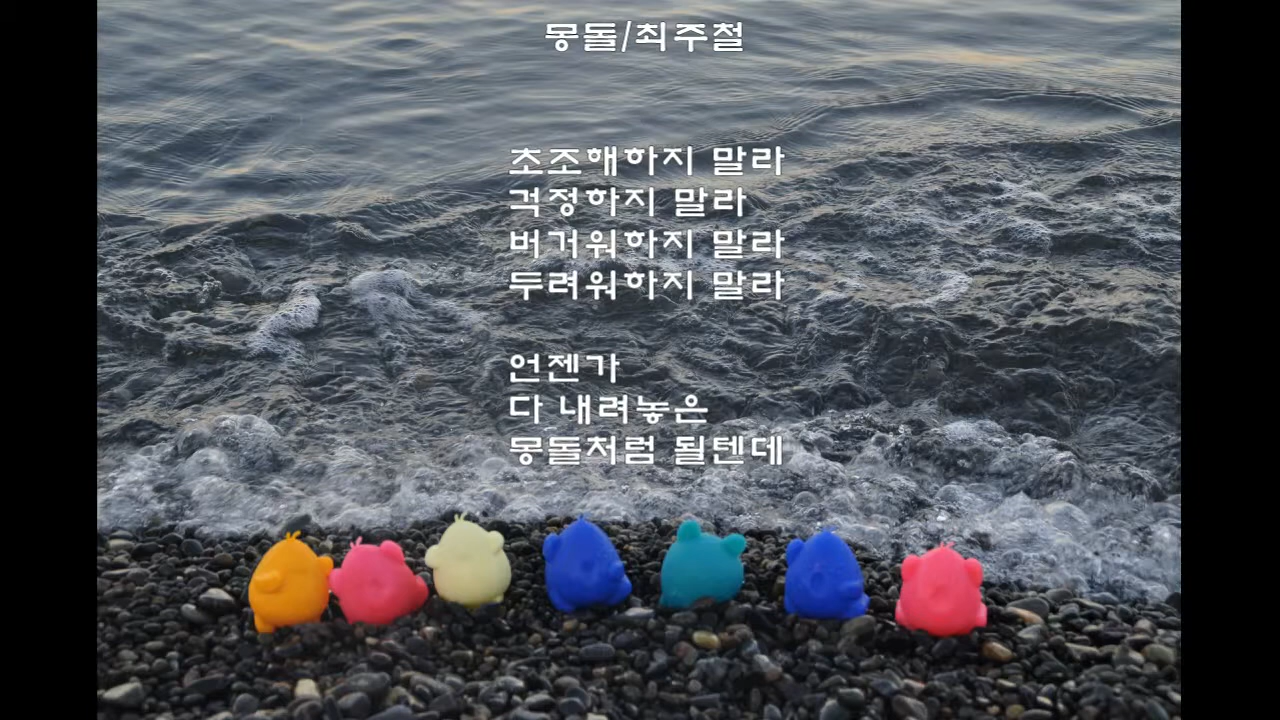 몽돌/최주철
초조해하지 말라
걱정하지 말라
버거워하지 말라
두려워하지 말라
언젠가
다 내려놓은
몽돌처럼 될텐데